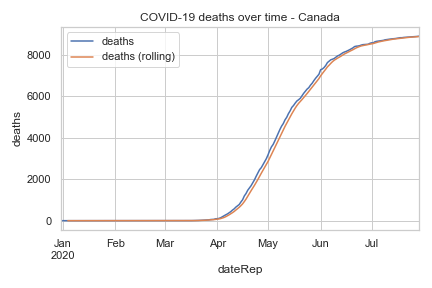 COVID-19 deaths over time - Canada
deaths
deaths (rolling)
deaths
8000
6000
4000
2000
0
Jan Feb Mar Apr May Jun Jul
2020
dateRep